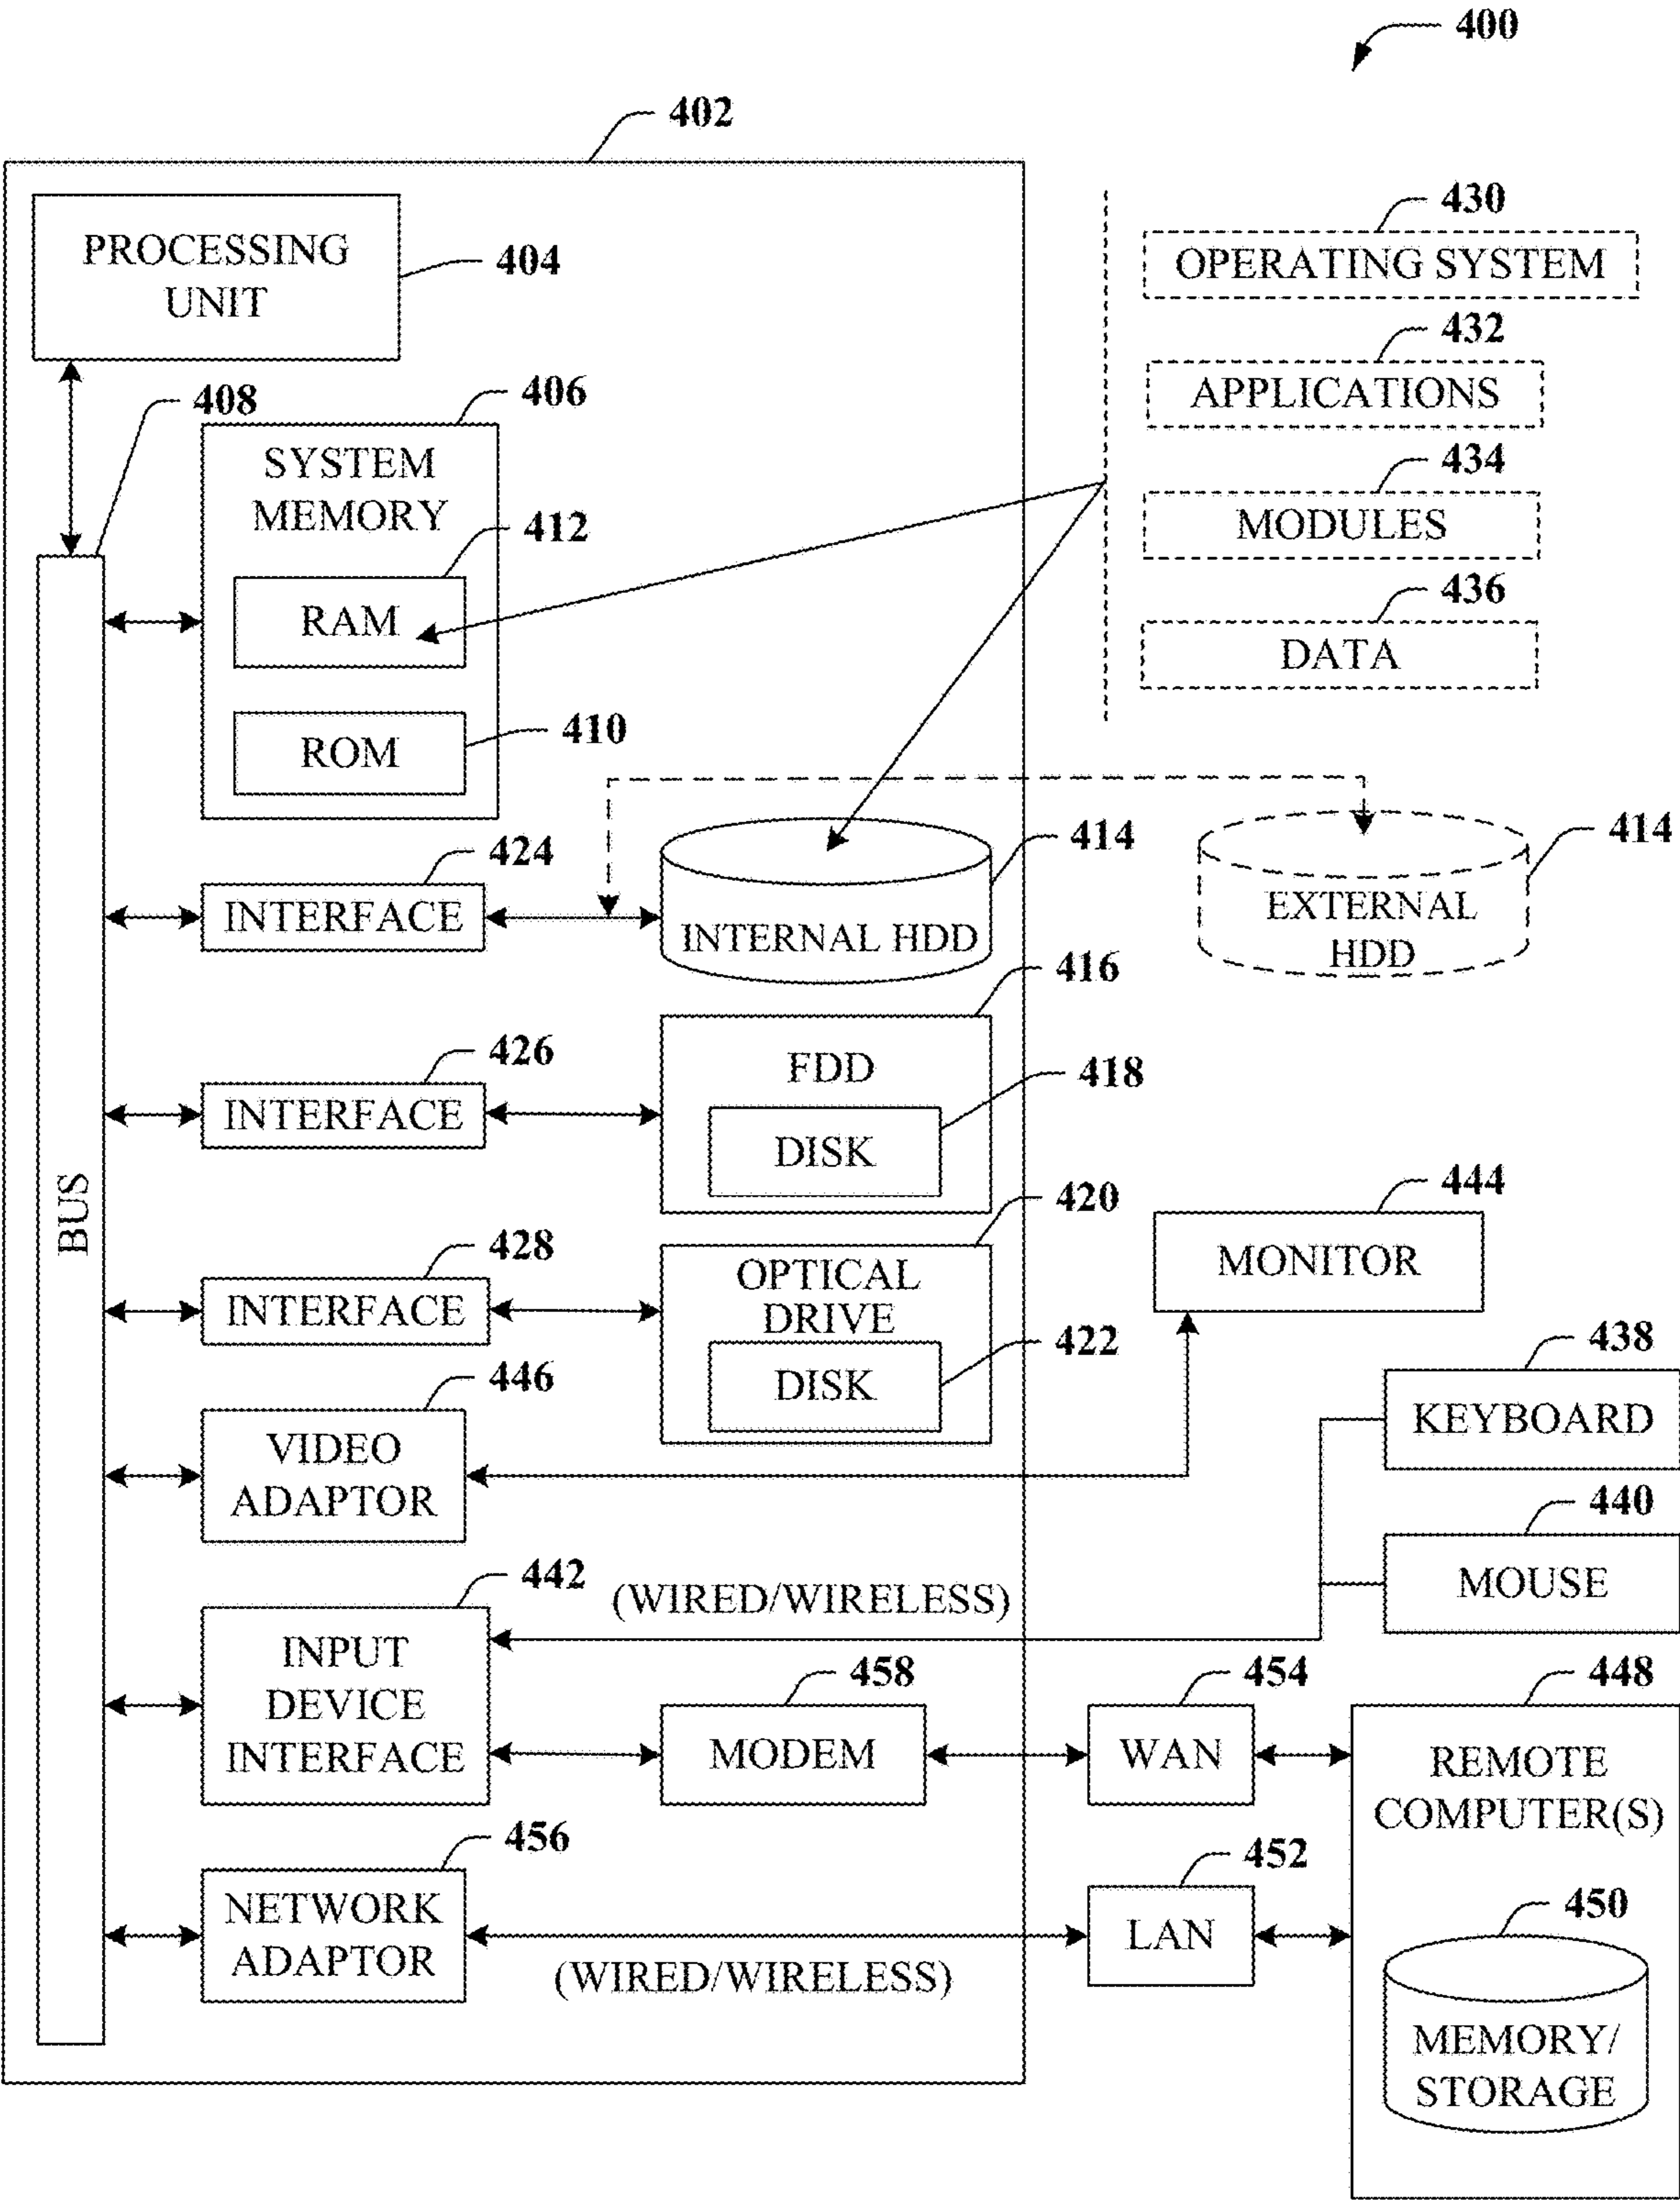 400
402
PROCESSING
UNIT
404
430
OPERATING SYSTEM
432
APPLICATIONS
434
MODULES
436
DATA
408
406
SYSTEM
MEMORY
412
RAM
410
ROM
BUS
424
INTERFACE
414
INTERNAL HDD
414
EXTERNAL
HDD
426
INTERFACE
416
FDD
418
DISK
428
INTERFACE
420
OPTICAL
DRIVE
422
DISK
444
MONITOR
446
VIDEO
ADAPTOR
438
KEYBOARD
440
MOUSE
442
INPUT
DEVICE
INTERFACE
(WIRED/WIRELESS)
458
MODEM
454
WAN
448
REMOTE
COMPUTER(S)
456
NETWORK
ADAPTOR
(WIRED/WIRELESS)
452
LAN
450
MEMORY/
STORAGE